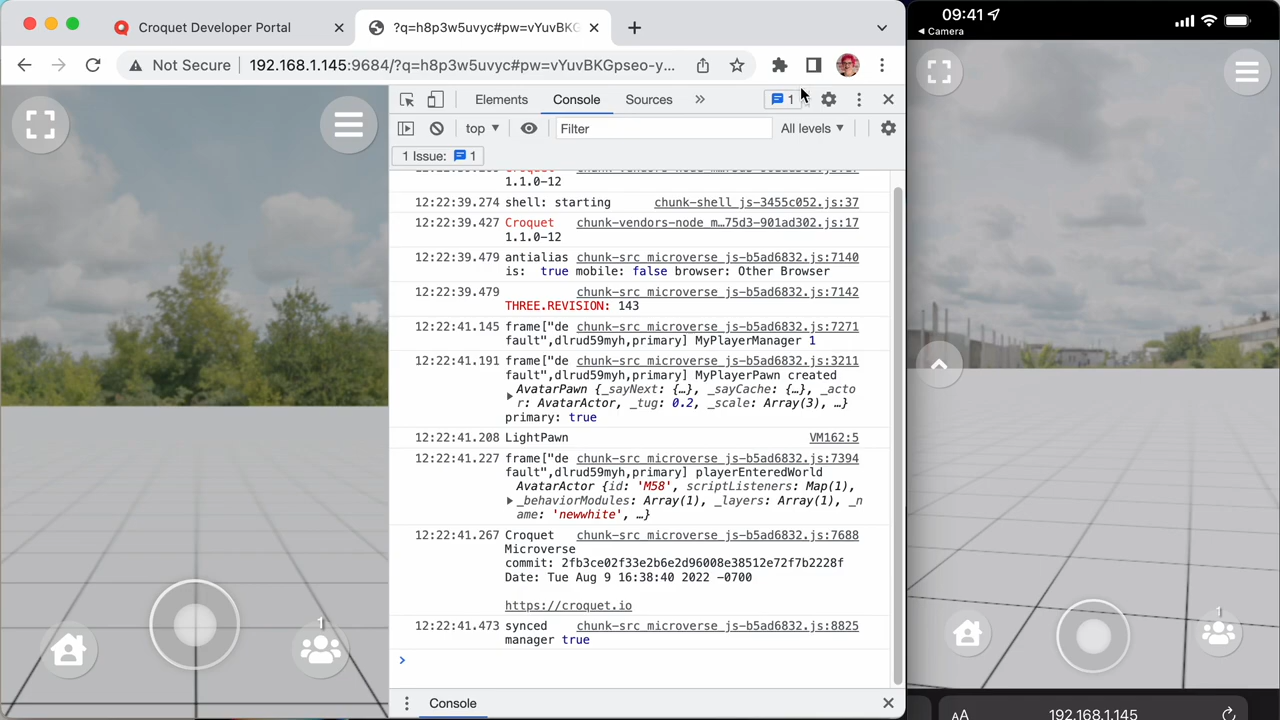 Croquet Developer Portal
?q=h8p3w5uvyc#pw=vYuvBKG
09:41
Camera
Not Secure
192.168.1.145:9684/?q=h8p3w5uvyc#pw=vYuvBKGpseo-y...
Elements
Console
Sources
1
top
Filter
All levels
1 Issue:
1
1.1.0-12
12:22:39.274 shell: starting chunk-shell_js-3455c052.js:37
12:22:39.427 Croquet chunk-vendors-node_m…75d3-901ad302.js:17
1.1.0-12
12:22:39.479 antialias chunk-src_microverse_js-b5ad6832.js:7140
is: true mobile: false browser: Other Browser
12:22:39.479 chunk-src_microverse_js-b5ad6832.js:7142
THREE.REVISION: 143
12:22:41.145 frame["de chunk-src_microverse_js-b5ad6832.js:7271
fault",dlrud59myh,primary] MyPlayerManager 1
12:22:41.191 frame["de chunk-src_microverse_js-b5ad6832.js:3211
fault",dlrud59myh,primary] MyPlayerPawn created
AvatarPawn {_sayNext: {…}, _sayCache: {…}, _acto
r: AvatarActor, _tug: 0.2, _scale: Array(3), …}
primary: true
12:22:41.208 LightPawn VM162:5
12:22:41.227 frame["de chunk-src_microverse_js-b5ad6832.js:7394
fault",dlrud59myh,primary] playerEnteredWorld
AvatarActor {id: 'M58', scriptListeners: Map(1),
_behaviorModules: Array(1), _layers: Array(1), _n
ame: 'newwhite', …}
12:22:41.267 Croquet chunk-src_microverse_js-b5ad6832.js:7688
Microverse
commit: 2fb3ce02f33e2b6e2d96008e38512e72f7b2228f
Date: Tue Aug 9 16:38:40 2022 -0700
https://croquet.io
12:22:41.473 synced chunk-src_microverse_js-b5ad6832.js:8825
manager true
1
1
Console
AA
192.168.1.145